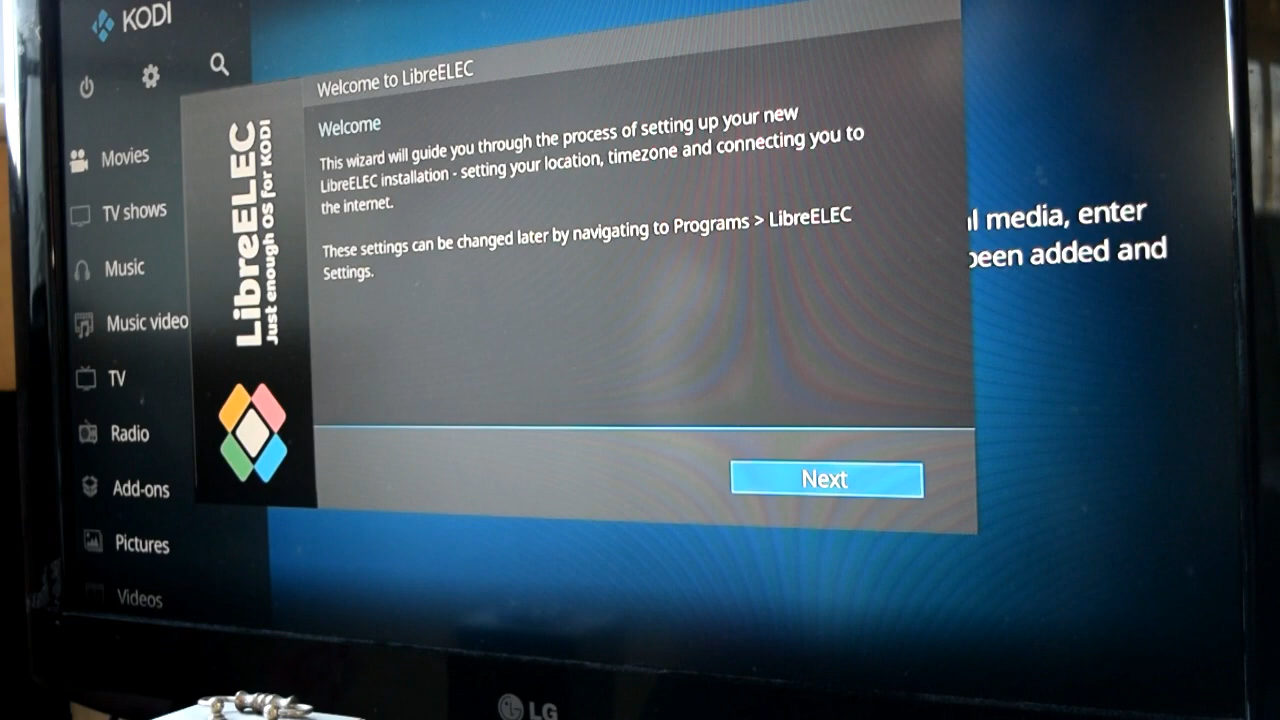 KODI
Movies
TV shows
Music
Music video
TV
Radio
Add-ons
Pictures
Videos
LibreELEC
Just enough OS for KODI
Welcome to LibreELEC
Welcome
This wizard will guide you through the process of setting up your new
LibreELEC installation - setting your location, timezone and connecting you to
the internet.
These settings can be changed later by navigating to Programs > LibreELEC
Settings.
Next
l media, enter
been added and
LG